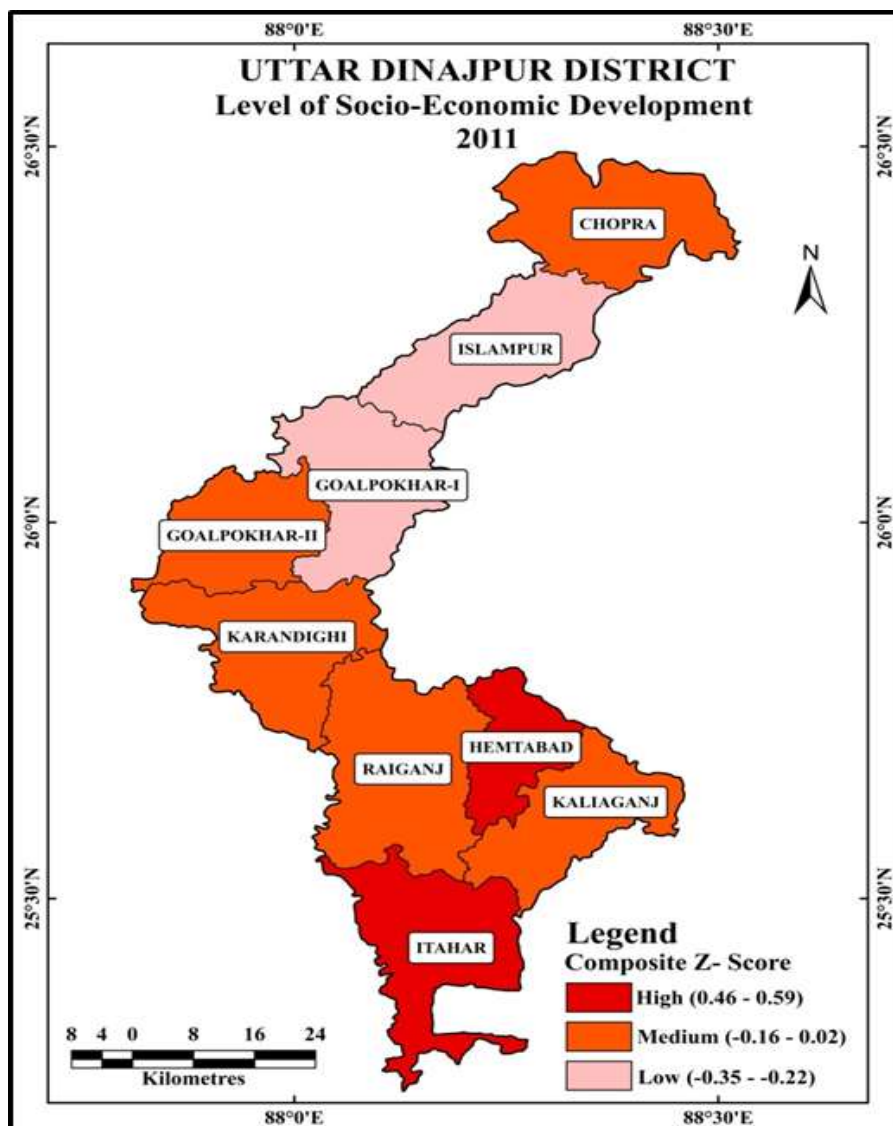 88°0'E 88°30'E
UTTAR DINAJPUR DISTRICT
Level of Socio-Economic Development
2011
26°30'N 26°30'N
CHOPRA
N
ISLAMPUR
GOALPOKHAR-I
26°0'N 26°0'N
GOALPOKHAR-II
KARANDIGHI
HEMTABAD
RAIGANJ
KALIAGANJ
25°30'N 25°30'N
ITAHAR
Legend
Composite Z- Score
High (0.46 - 0.59)
Medium (-0.16 - 0.02)
Low (-0.35 - -0.22)
8 4 0 8 16 24
Kilometres
88°0'E 88°30'E